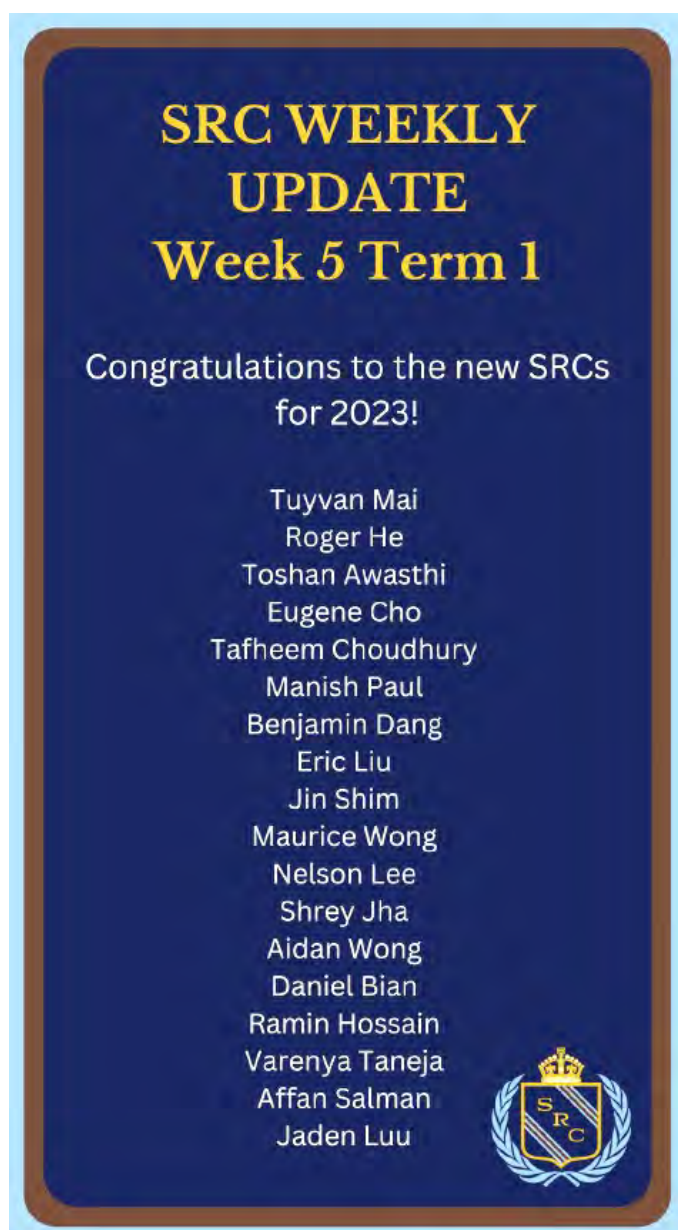 SRC WEEKLY
UPDATE
Week 5 Term 1
Congratulations to the new SRCs
for 2023!
Tuyvan Mai
Roger He
Toshan Awasthi
Eugene Cho
Tafheem Choudhury
Manish Paul
Benjamin Dang
Eric Liu
Jin Shim
Maurice Wong
Nelson Lee
Shrey Jha
Aidan Wong
Daniel Bian
Ramin Hossain
Varenya Taneja
Affan Salman
Jaden Luu
SRC